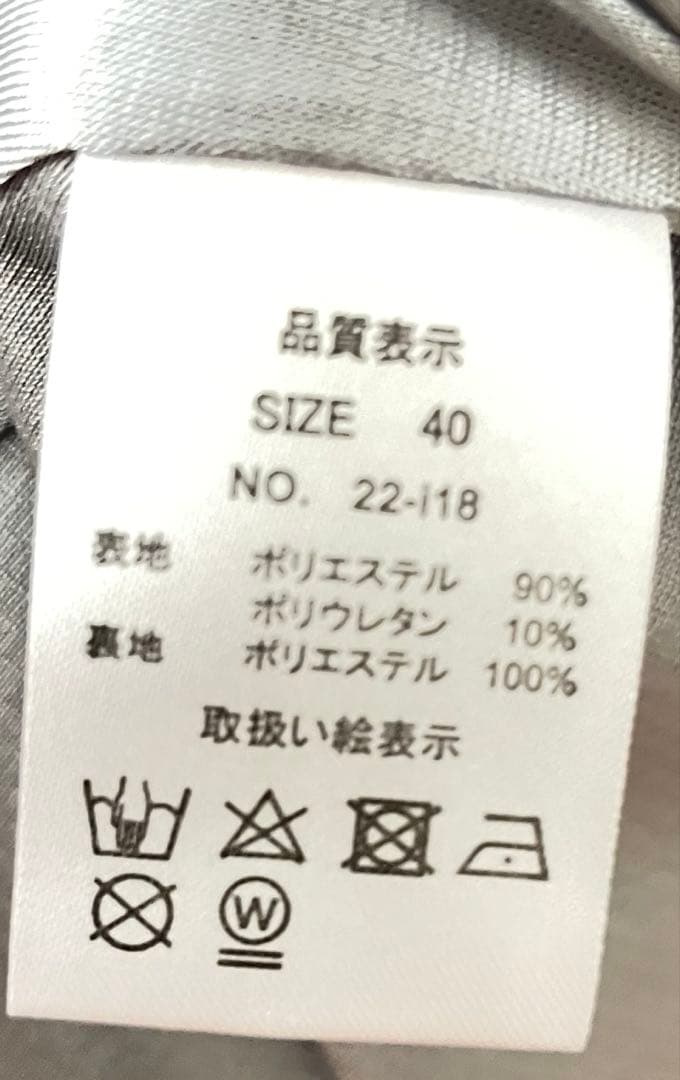 品質表示
SIZE 40
NO. 22-i18
表地 ポリエステル 90%
ポリウレタン 10%
裏地 ポリエステル 100%
取扱い絵表示
W